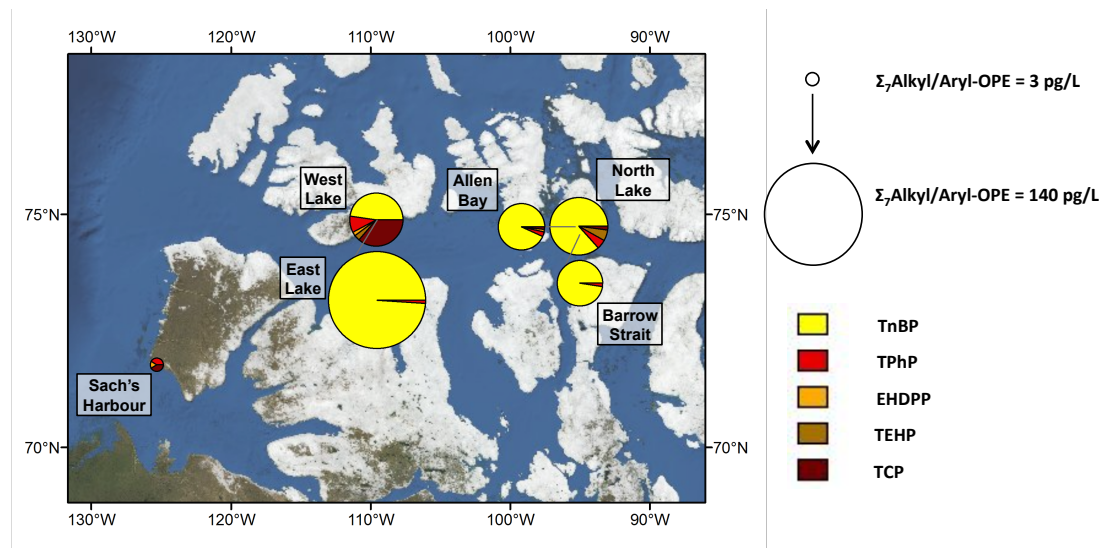 130°W 120°W 110°W 100°W 90°W
75°N
70°N
West
Lake
Allen
Bay
North
Lake
75°N
East
Lake
Barrow
Strait
Sach's
Harbour
70°N
130°W 120°W 110°W 100°W 90°W
Σ₇Alkyl/Aryl-OPE = 3 pg/L
Σ₇Alkyl/Aryl-OPE = 140 pg/L
TnBP
TPhP
EHDPP
TEHP
TCP